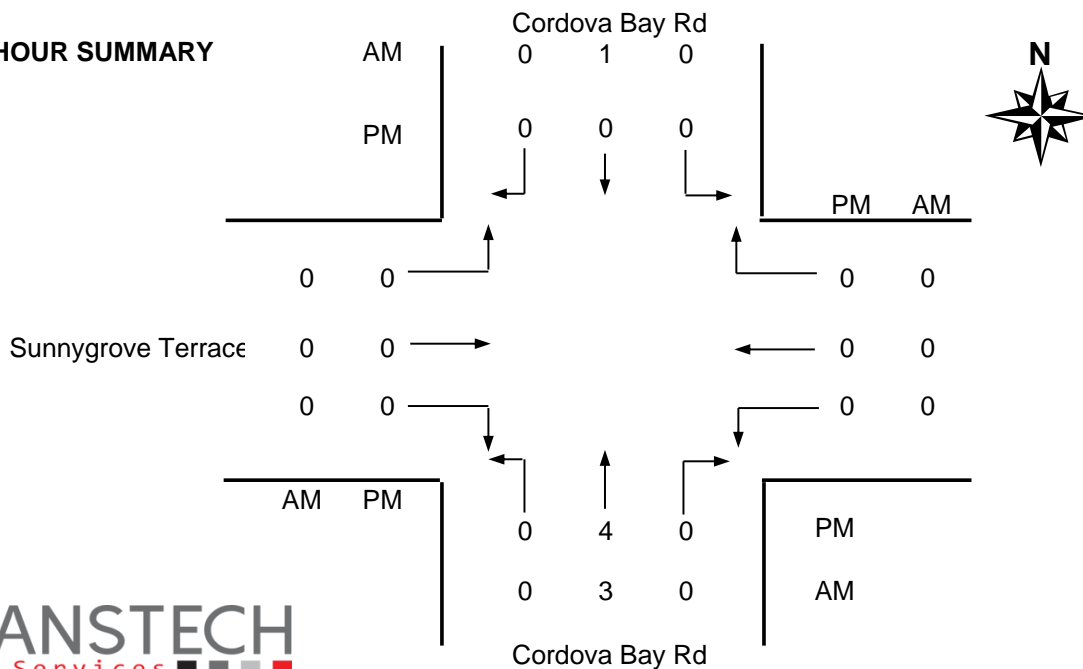 Cordova Bay Rd
HOUR SUMMARY AM 0 1 0 N
PM 0 0 0
PM AM
0 0 0 0
Sunnygrove Terrace 0 0 0 0
0 0 0 0
AM PM
0 4 0 PM
0 3 0 AM
ANSTECH
Services
Cordova Bay Rd